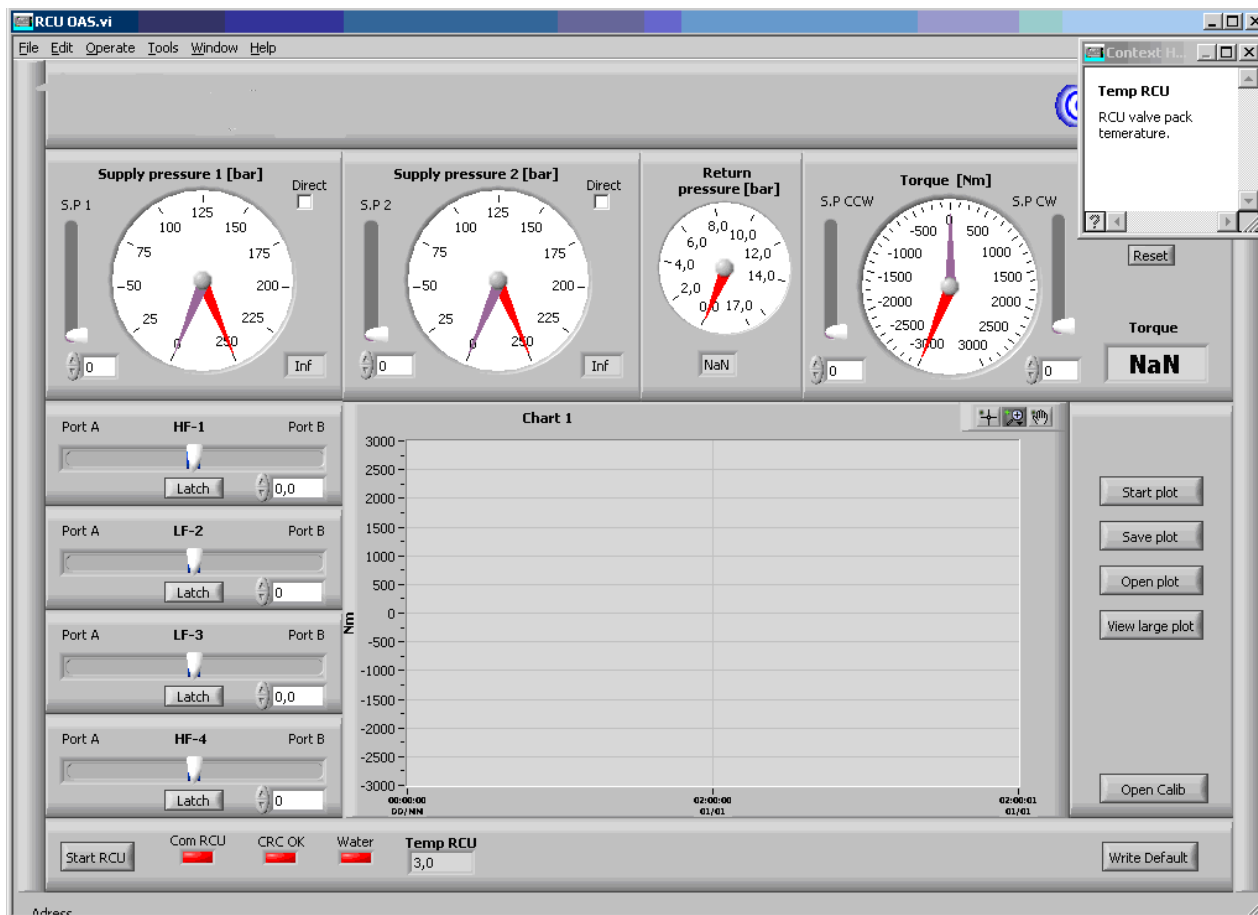 RCU OAS.vi
File Edit Operate Tools Window Help
Context H...
Temp RCU
RCU valve pack
temerature.
?
Supply pressure 1 [bar]
Direct
S.P 1
0 25 50 75 100 125 150 175 200 225 250
0
Inf
Supply pressure 2 [bar]
Direct
S.P 2
0 25 50 75 100 125 150 175 200 225 250
0
Inf
Return
pressure [bar]
0,0 2,0 4,0 6,0 8,0 10,0 12,0 14,0 17,0
NaN
Torque [Nm]
S.P CCW
S.P CW
-3000 -2500 -2000 -1500 -1000 -500 0 500 1000 1500 2000 2500 3000
0
0
Reset
Torque
NaN
Port A HF-1 Port B
Latch 0,0
Port A LF-2 Port B
Latch 0
Port A LF-3 Port B
Latch 0,0
Port A HF-4 Port B
Latch 0
Chart 1
Nm
3000
2500
2000
1500
1000
500
0
-500
-1000
-1500
-2000
-2500
-3000
00:00:00 02:00:00 02:00:01
DD/NN 01/01 01/01
Start plot
Save plot
Open plot
View large plot
Open Calib
Start RCU
Com RCU CRC OK Water Temp RCU
3,0
Write Default
Adress